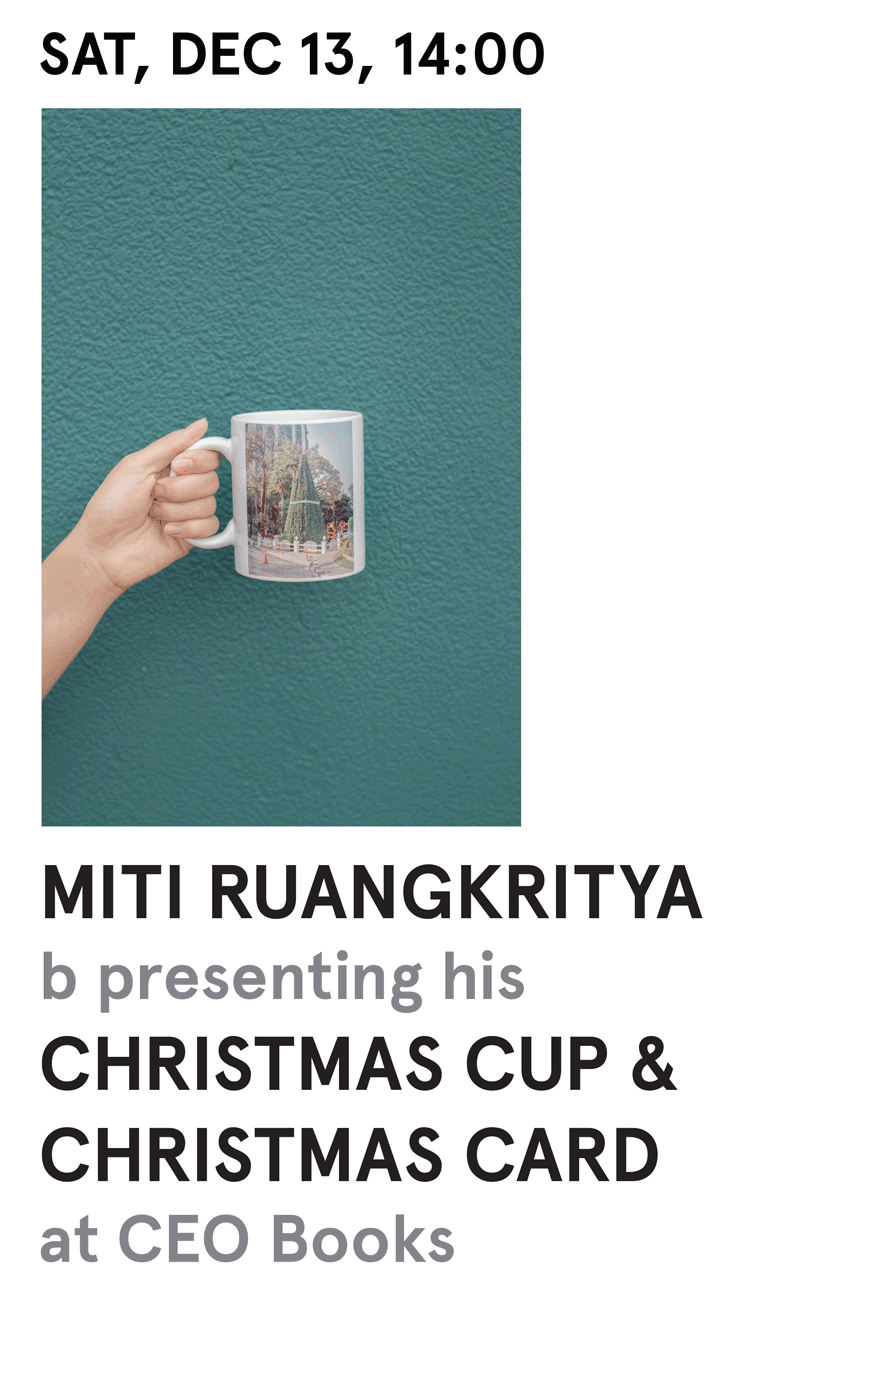 SAT, DEC 13, 14:00
MITI RUANGKRITYA
b presenting his
CHRISTMAS CUP &
CHRISTMAS CARD
at CEO Books